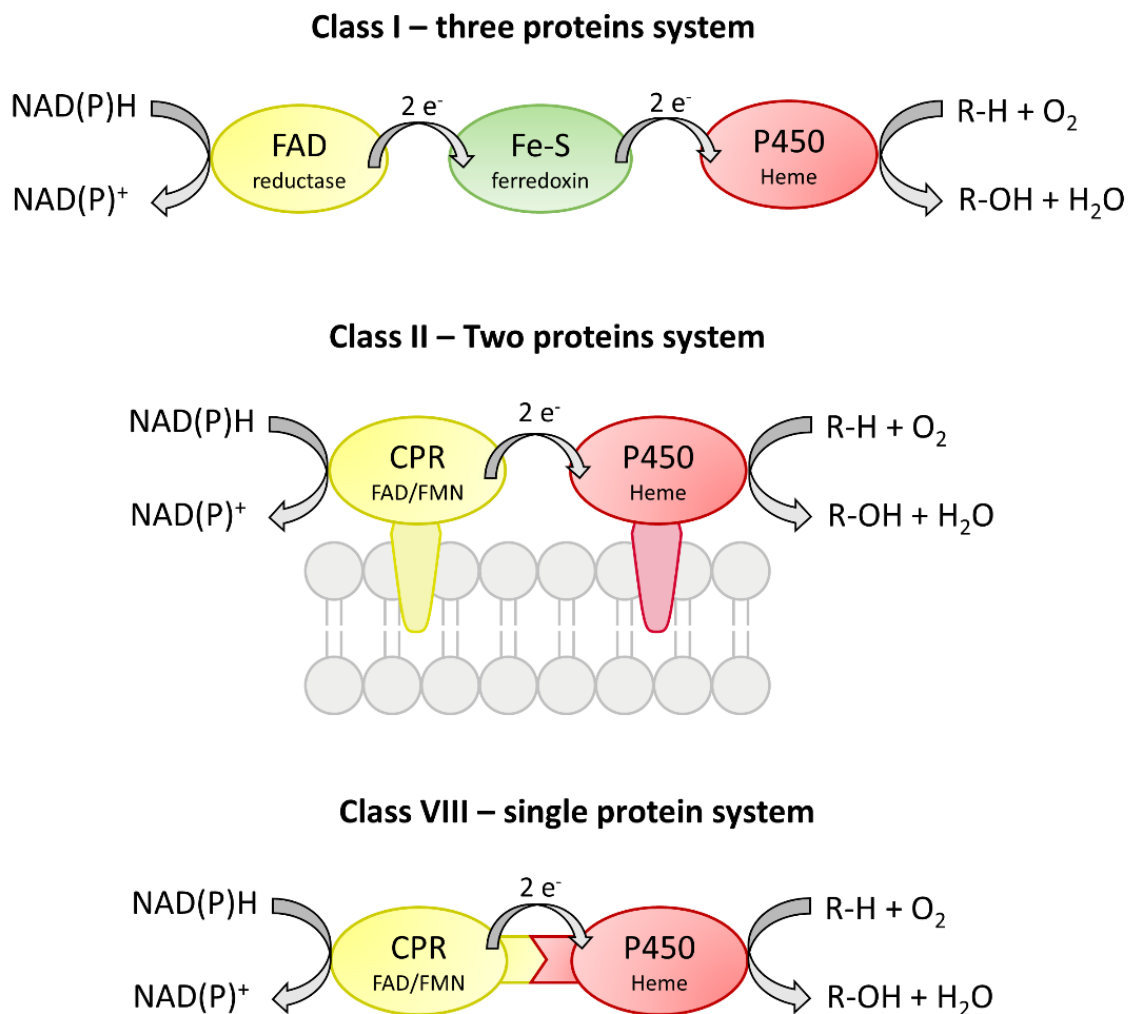 Class I – three proteins system
NAD(P)H
2 e⁻
2 e⁻
R-H + O₂
FAD
reductase
Fe-S
ferredoxin
P450
Heme
NAD(P)⁺
R-OH + H₂O
Class II – Two proteins system
NAD(P)H
2 e⁻
R-H + O₂
CPR
FAD/FMN
P450
Heme
NAD(P)⁺
R-OH + H₂O
Class VIII – single protein system
NAD(P)H
2 e⁻
R-H + O₂
CPR
FAD/FMN
P450
Heme
NAD(P)⁺
R-OH + H₂O